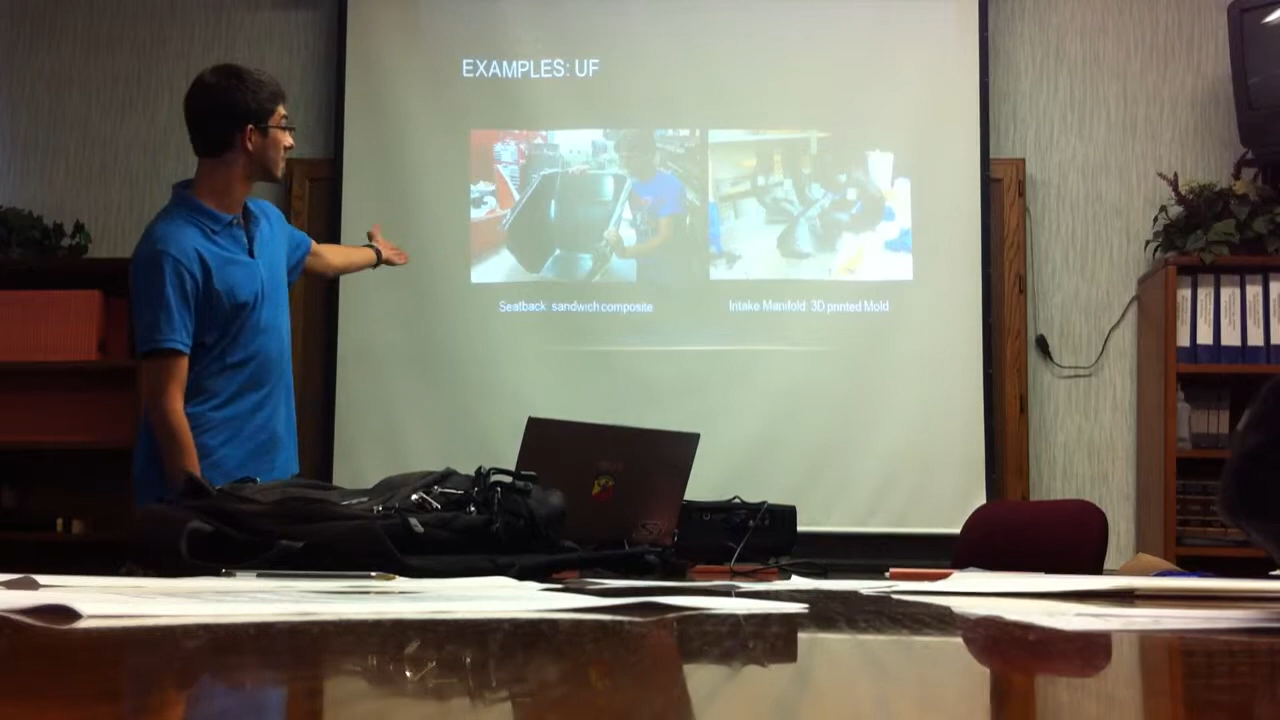 EXAMPLES: UF
Seatback: sandwich composite
Intake Manifold: 3D printed Mold